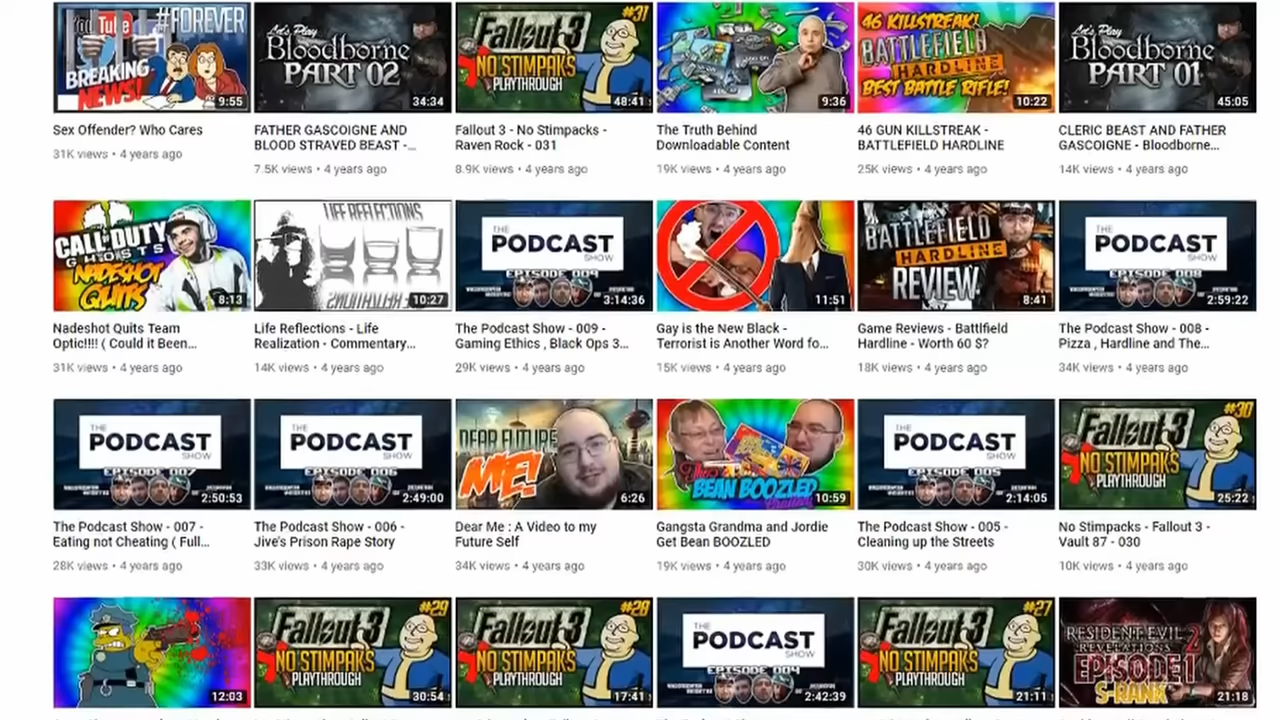 You Tube #FOREVER
BREAKING
NEWS!
9:55
Let's Play
Bloodborne
PART 02
34:34
#31
Fallout 3
NO STIMPAKS
PLAYTHROUGH
48:41
9:36
46 KILLSTREAK!
BATTLEFIELD
HARDLINE
BEST BATTLE RIFLE!
10:22
Let's Play
Bloodborne
PART 01
45:05
Sex Offender? Who Cares
31K views • 4 years ago
FATHER GASCOIGNE AND
BLOOD STRAVED BEAST -...
7.5K views • 4 years ago
Fallout 3 - No Stimpacks -
Raven Rock - 031
8.9K views • 4 years ago
The Truth Behind
Downloadable Content
19K views • 4 years ago
46 GUN KILLSTREAK -
BATTLEFIELD HARDLINE
25K views • 4 years ago
CLERIC BEAST AND FATHER
GASCOIGNE - Bloodborne...
14K views • 4 years ago
CALL OF DUTY
GHOSTS
NADESHOT
QUITS
8:13
LIFE REFLECTIONS
10:27
THE
PODCAST
SHOW
EPISODE 009
3:14:36
11:51
BATTLEFIELD
HARDLINE
REVIEW
8:41
THE
PODCAST
SHOW
EPISODE 008
2:59:22
Nadeshot Quits Team
Optic!!!! ( Could it Been...
31K views • 4 years ago
Life Reflections - Life
Realization - Commentary...
14K views • 4 years ago
The Podcast Show - 009 -
Gaming Ethics , Black Ops 3...
29K views • 4 years ago
Gay is the New Black -
Terrorist is Another Word fo...
15K views • 4 years ago
Game Reviews - Battlfield
Hardline - Worth 60 $?
18K views • 4 years ago
The Podcast Show - 008 -
Pizza , Hardline and The...
34K views • 4 years ago
THE
PODCAST
SHOW
EPISODE 007
2:50:53
THE
PODCAST
SHOW
EPISODE 006
2:49:00
DEAR FUTURE
ME!
6:26
BEAN BOOZLED
10:59
THE
PODCAST
SHOW
EPISODE 005
2:14:05
#30
Fallout 3
NO STIMPAKS
PLAYTHROUGH
25:22
The Podcast Show - 007 -
Eating not Cheating ( Full...
28K views • 4 years ago
The Podcast Show - 006 -
Jive's Prison Rape Story
33K views • 4 years ago
Dear Me : A Video to my
Future Self
34K views • 4 years ago
Gangsta Grandma and Jordie
Get Bean BOOZLED
19K views • 4 years ago
The Podcast Show - 005 -
Cleaning up the Streets
30K views • 4 years ago
No Stimpacks - Fallout 3 -
Vault 87 - 030
10K views • 4 years ago
12:03
#29
Fallout 3
NO STIMPAKS
PLAYTHROUGH
30:54
#28
Fallout 3
NO STIMPAKS
PLAYTHROUGH
17:41
THE
PODCAST
SHOW
EPISODE 004
2:42:39
#27
Fallout 3
NO STIMPAKS
PLAYTHROUGH
21:11
RESIDENT EVIL
REVELATIONS 2
EPISODE 1
S-RANK
21:18